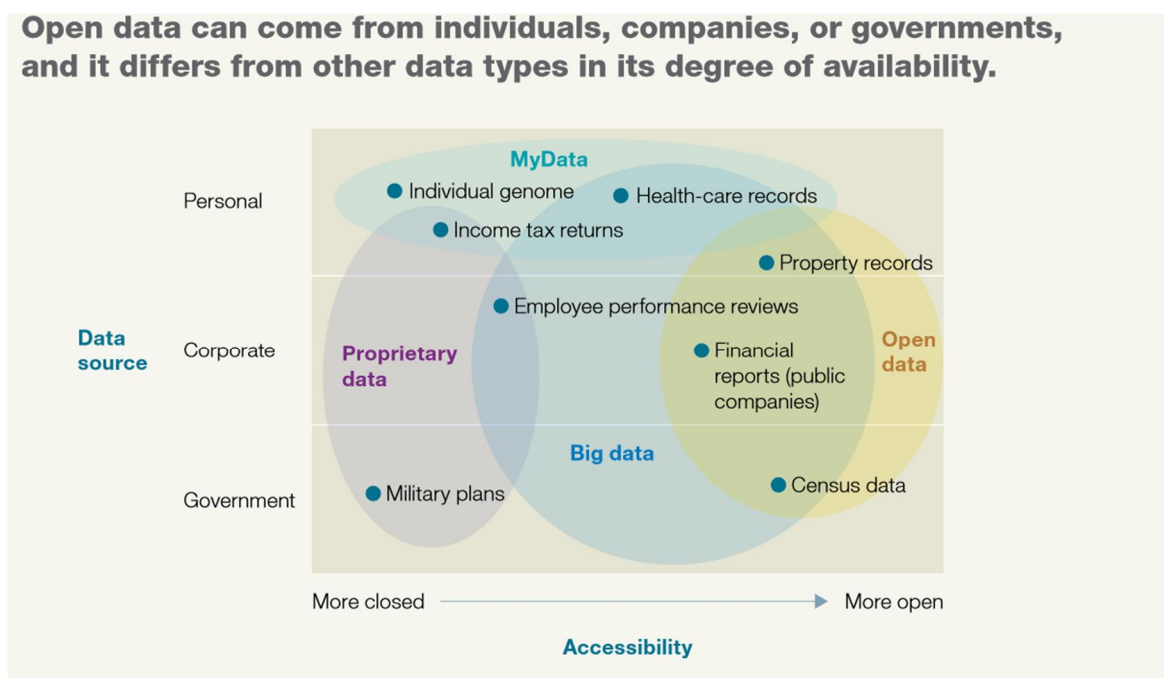 Open data can come from individuals, companies, or governments,
and it differs from other data types in its degree of availability.
MyData
Personal
Individual genome
Health-care records
Income tax returns
Property records
Employee performance reviews
Data
source
Corporate
Proprietary
data
Financial
reports (public
companies)
Open
data
Big data
Government
Military plans
Census data
More closed
More open
Accessibility